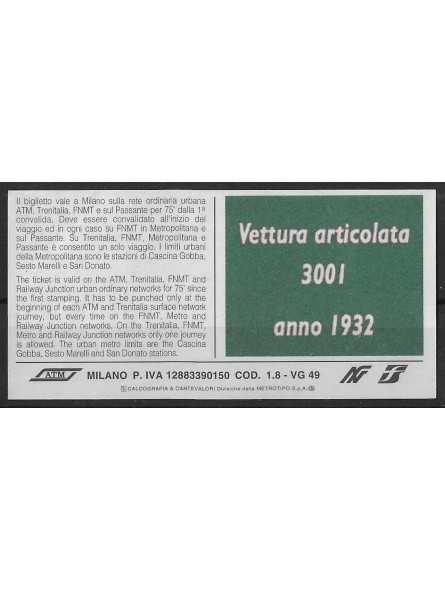 Il biglietto vale a Milano sulla rete ordinaria urbana
ATM, Trenitalia, FNMT e sul Passante per 75' dalla 1ª
convalida. Deve essere convalidato all'inizio del
viaggio ed in ogni caso su FNMT in Metropolitana e
sul Passante. Su Trenitalia, FNMT, Metropolitana e
Passante consente un solo viaggio. I limiti urbani
della Metropolitana sono le stazioni di Cascina Gobba,
Sesto Marelli e San Donato.
The ticket is valid on the ATM, Trenitalia, FNMT and
Railway Junction urban ordinary networks for 75' since
the first stamping. It has to be punched only at the
beginning of each ATM and Trenitalia surface network
journey, but every time on the FNMT, Metro and
Railway Junction networks. On the Trenitalia, FNMT,
Metro and Railway Junction networks only one journey
is allowed. The urban metro limits are the Cascina
Gobba, Sesto Marelli and San Donato stations.
Vettura articolata
3001
anno 1932
ATM MILANO P. IVA 12883390150 COD. 1.8 - VG 49
CALCOGRAFIA & CARTEVALORI Divisione della METROTIPO S.p.A.